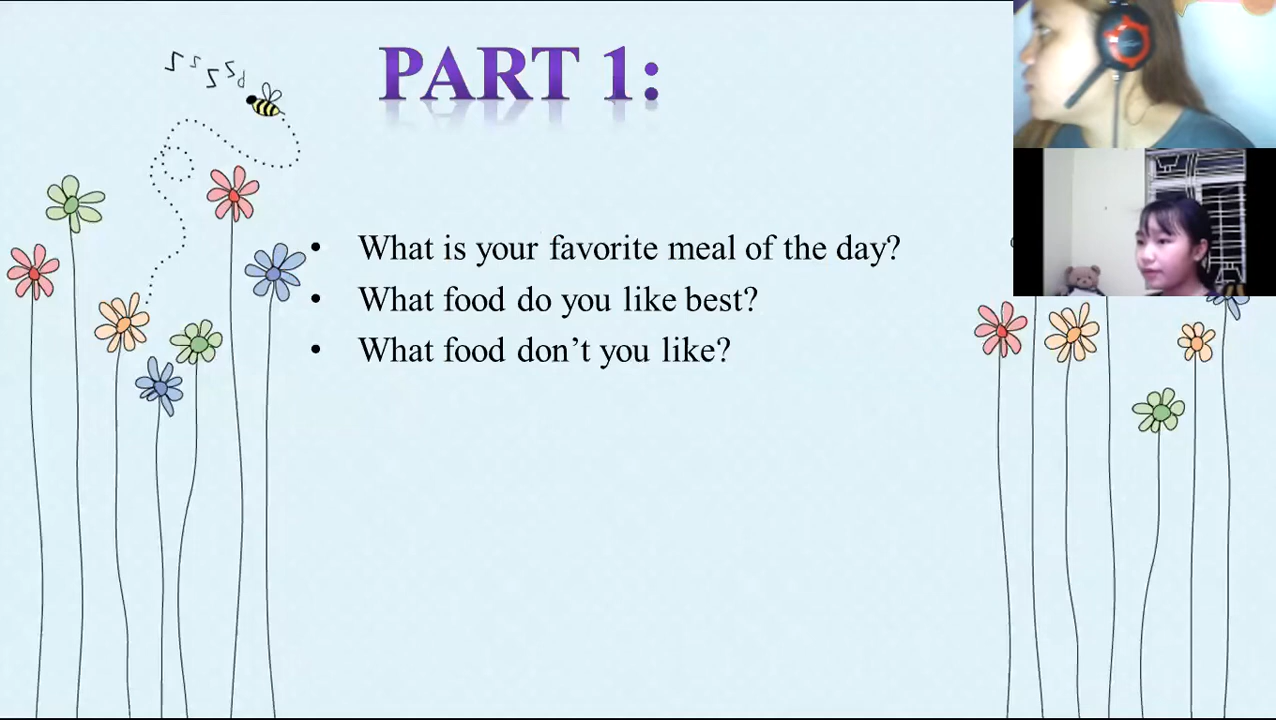 PART 1:
• What is your favorite meal of the day?
• What food do you like best?
• What food don’t you like?